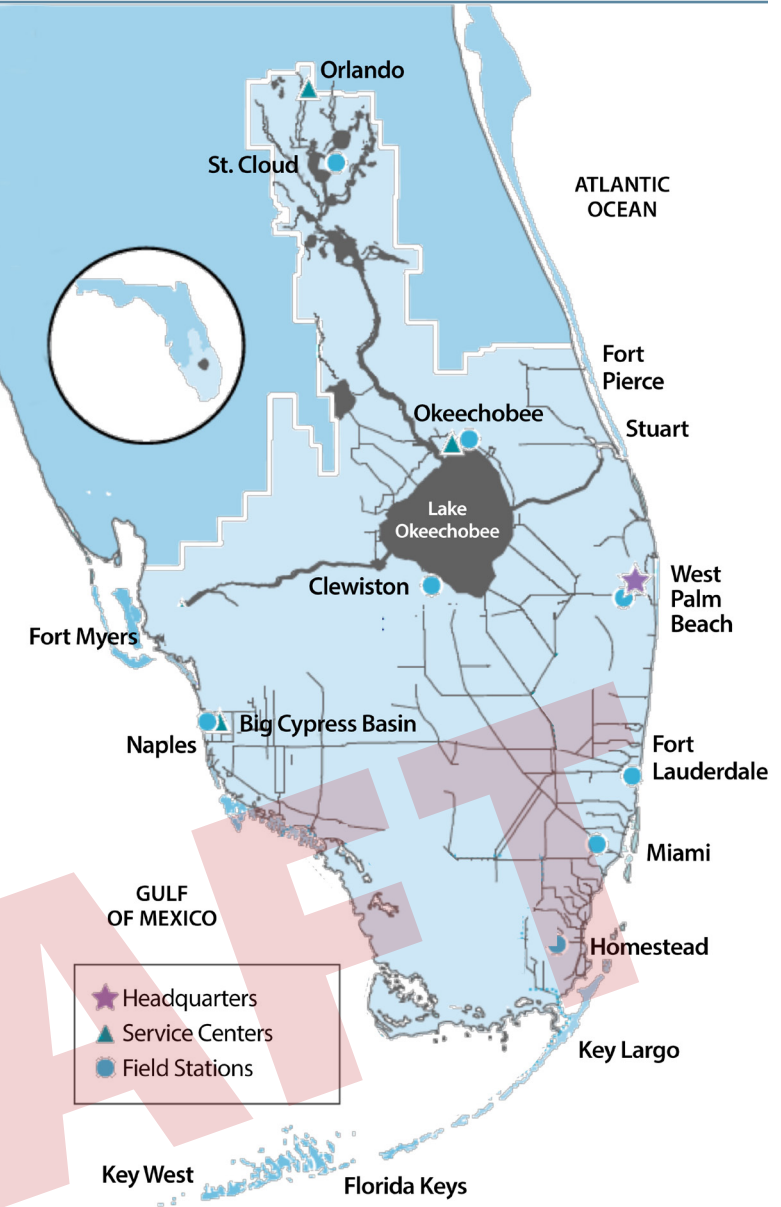 Orlando
St. Cloud
ATLANTIC
OCEAN
Fort
Pierce
Okeechobee
Stuart
Lake
Okeechobee
Clewiston
West
Palm
Beach
Fort Myers
Big Cypress Basin
Naples
Fort
Lauderdale
Miami
GULF
OF MEXICO
Homestead
Headquarters
Service Centers
Field Stations
Key Largo
Key West
Florida Keys
AFT